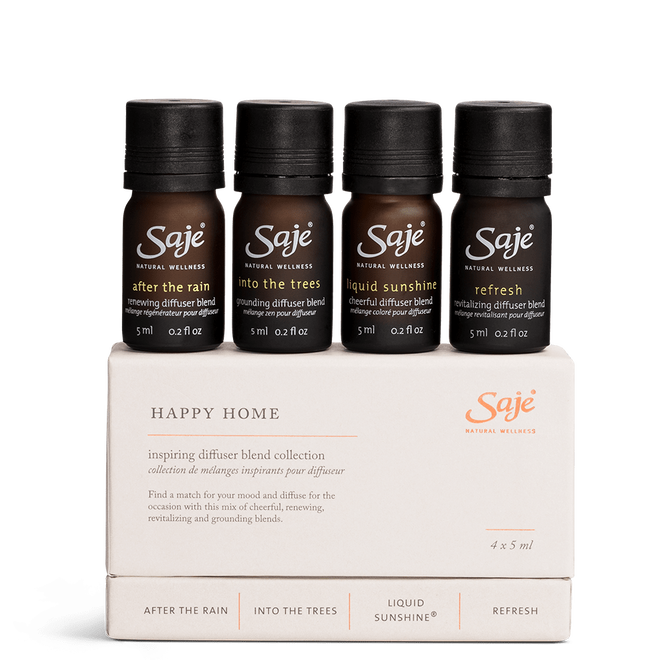 Saje®
NATURAL WELLNESS
after the rain
renewing diffuser blend
mélange régénérateur pour diffuseur
5 ml 0.2 fl oz
Saje®
NATURAL WELLNESS
into the trees
grounding diffuser blend
mélange zen pour diffuseur
5 ml 0.2 fl oz
Saje®
NATURAL WELLNESS
liquid sunshine
cheerful diffuser blend
mélange coloré pour diffuseur
5 ml 0.2 fl oz
Saje®
NATURAL WELLNESS
refresh
revitalizing diffuser blend
mélange revitalisant pour diffuseur
5 ml 0.2 fl oz
HAPPY HOME
inspiring diffuser blend collection
collection de mélanges inspirants pour diffuseur
Find a match for your mood and diffuse for the
occasion with this mix of cheerful, renewing,
revitalizing and grounding blends.
Saje®
NATURAL WELLNESS
4 x 5 ml
AFTER THE RAIN
INTO THE TREES
LIQUID
SUNSHINE®
REFRESH